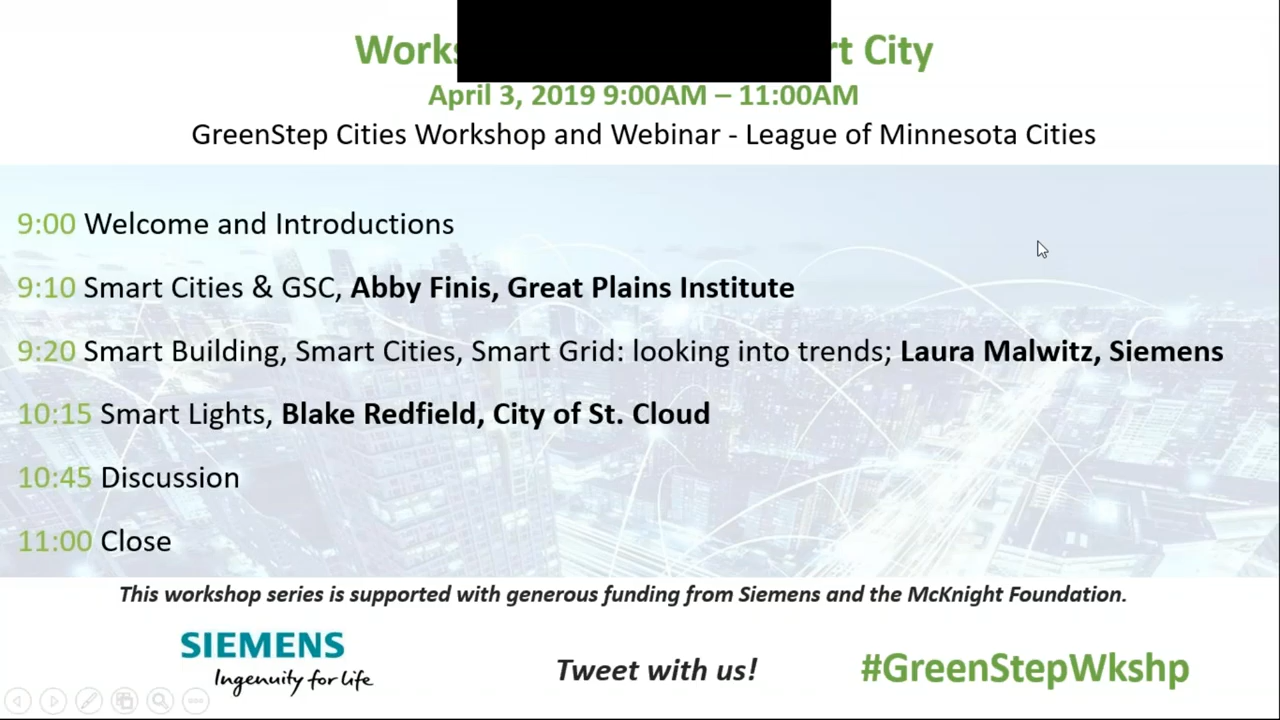 Works rt City
April 3, 2019 9:00AM – 11:00AM
GreenStep Cities Workshop and Webinar - League of Minnesota Cities
9:00 Welcome and Introductions
9:10 Smart Cities & GSC, Abby Finis, Great Plains Institute
9:20 Smart Building, Smart Cities, Smart Grid: looking into trends; Laura Malwitz, Siemens
10:15 Smart Lights, Blake Redfield, City of St. Cloud
10:45 Discussion
11:00 Close
This workshop series is supported with generous funding from Siemens and the McKnight Foundation.
SIEMENS
Ingenuity for life
Tweet with us!
#GreenStepWkshp